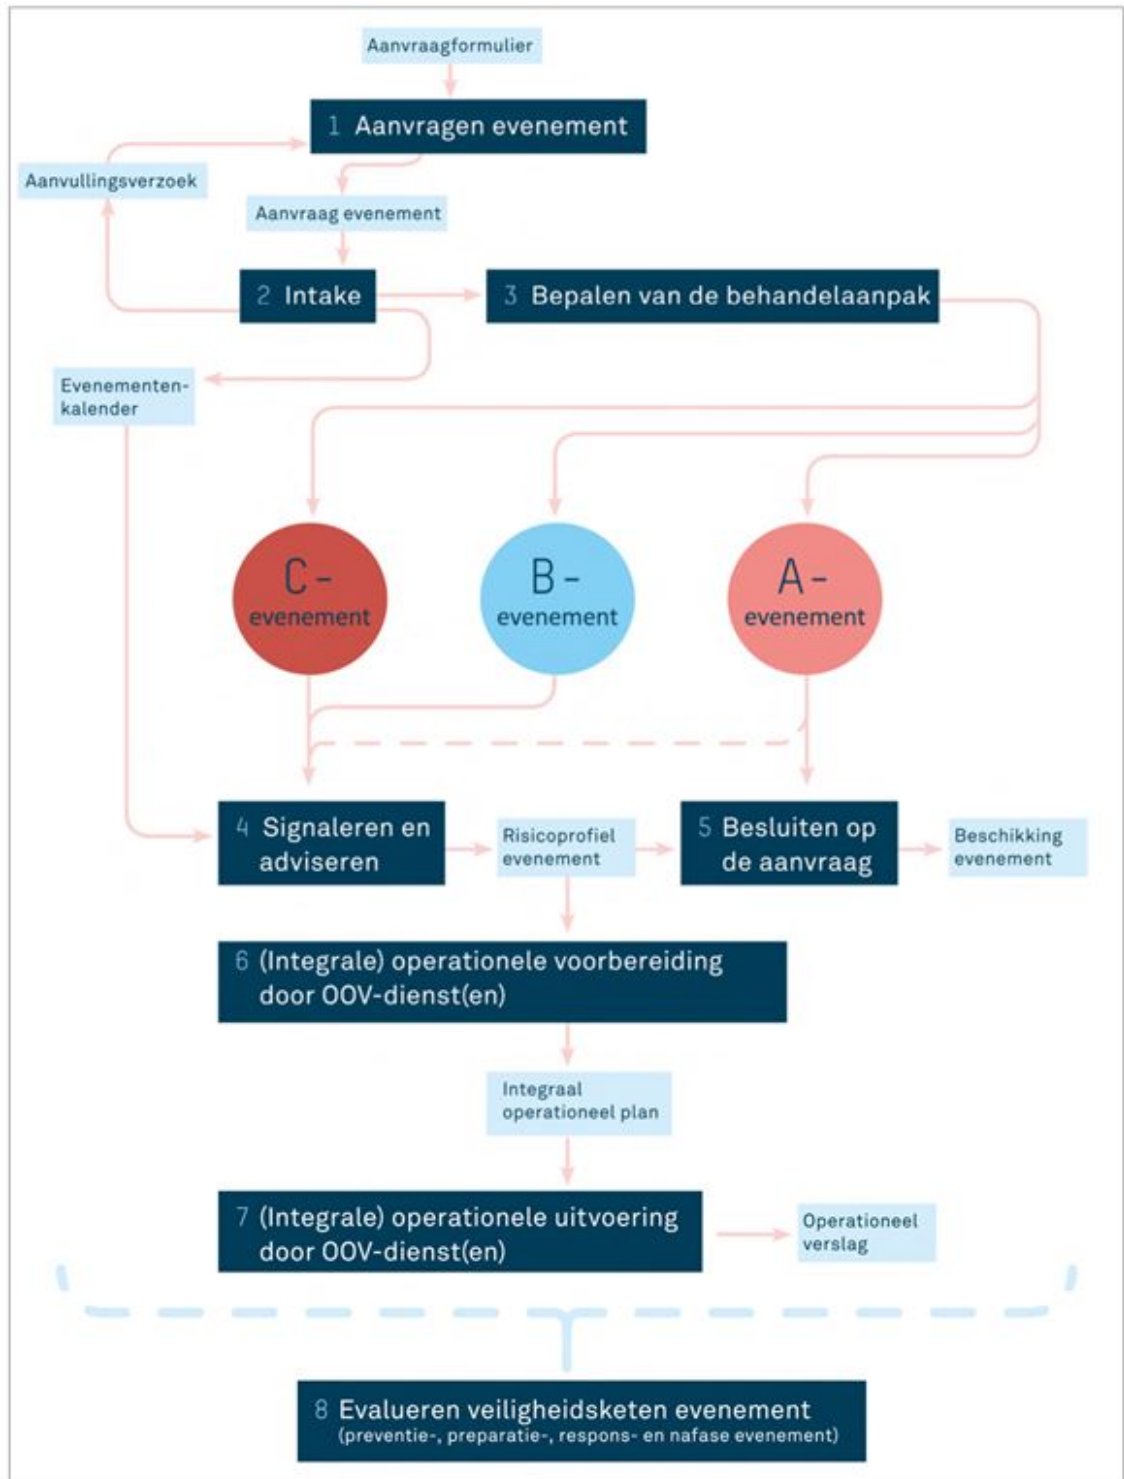 Aanvraagformulier
1 Aanvragen evenement
Aanvullingsverzoek
Aanvraag evenement
2 Intake
3 Bepalen van de behandelaanpak
Evenementen-
kalender
C-
evenement
B-
evenement
A-
evenement
4 Signaleren en
adviseren
Risicoprofiel
evenement
5 Besluiten op
de aanvraag
Beschikking
evenement
6 (Integrale) operationele voorbereiding
door OOV-dienst(en)
Integraal
operationeel plan
7 (Integrale) operationele uitvoering
door OOV-dienst(en)
Operationeel
verslag
8 Evalueren veiligheidsketen evenement
(preventie-, preparatie-, respons- en nafase evenement)